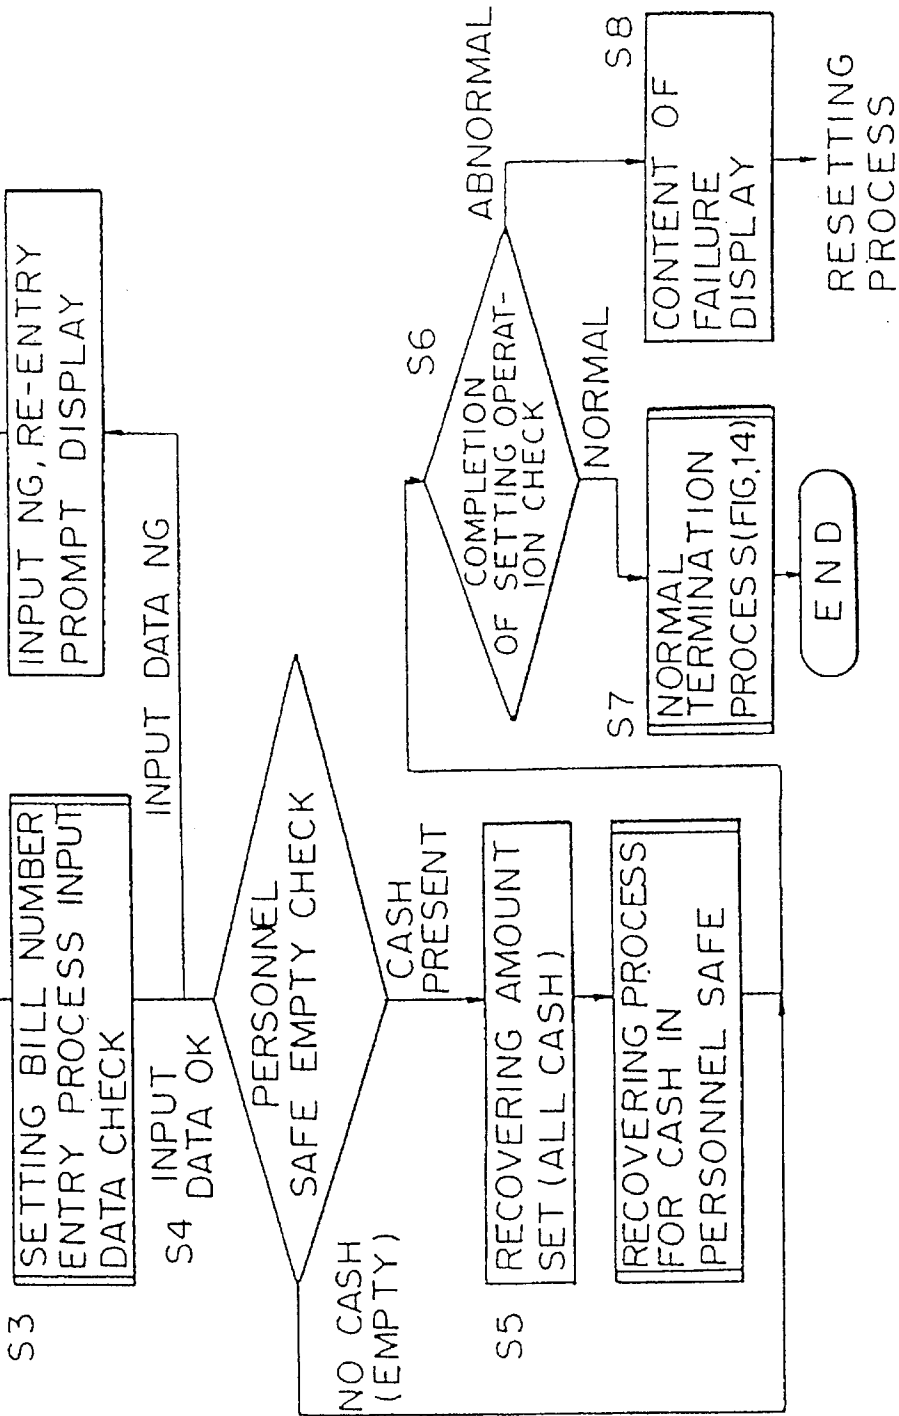 S3
SETTING BILL NUMBER
ENTRY PROCESS INPUT
DATA CHECK
INPUT NG, RE-ENTRY
PROMPT DISPLAY
INPUT DATA NG
S4
INPUT
DATA OK
PERSONNEL
SAFE EMPTY CHECK
NO CASH
(EMPTY)
CASH
PRESENT
S5
RECOVERING AMOUNT
SET (ALL CASH)
RECOVERING PROCESS
FOR CASH IN
PERSONNEL SAFE
S6
COMPLETION
OF SETTING OPERAT-
ION CHECK
ABNORMAL
NORMAL
S7
NORMAL
TERMINATION
PROCESS(FIG.14)
END
S8
CONTENT OF
FAILURE
DISPLAY
RESETTING
PROCESS